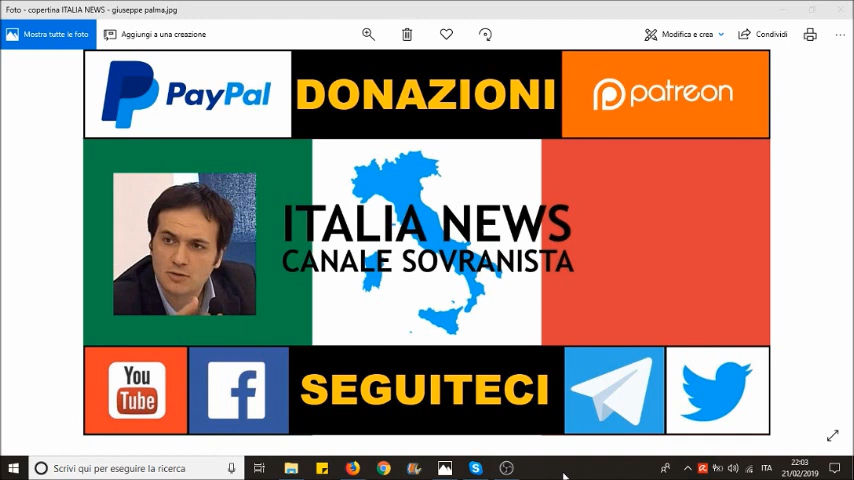 Foto - copertina ITALIA NEWS - giuseppe palma.jpg
Mostra tutte le foto
Aggiungi a una creazione
Modifica e crea
Condividi
PayPal
DONAZIONI
patreon
ITALIA NEWS
CANALE SOVRANISTA
You
Tube
f
SEGUITECI
Scrivi qui per eseguire la ricerca
ITA
22:03
21/02/2019